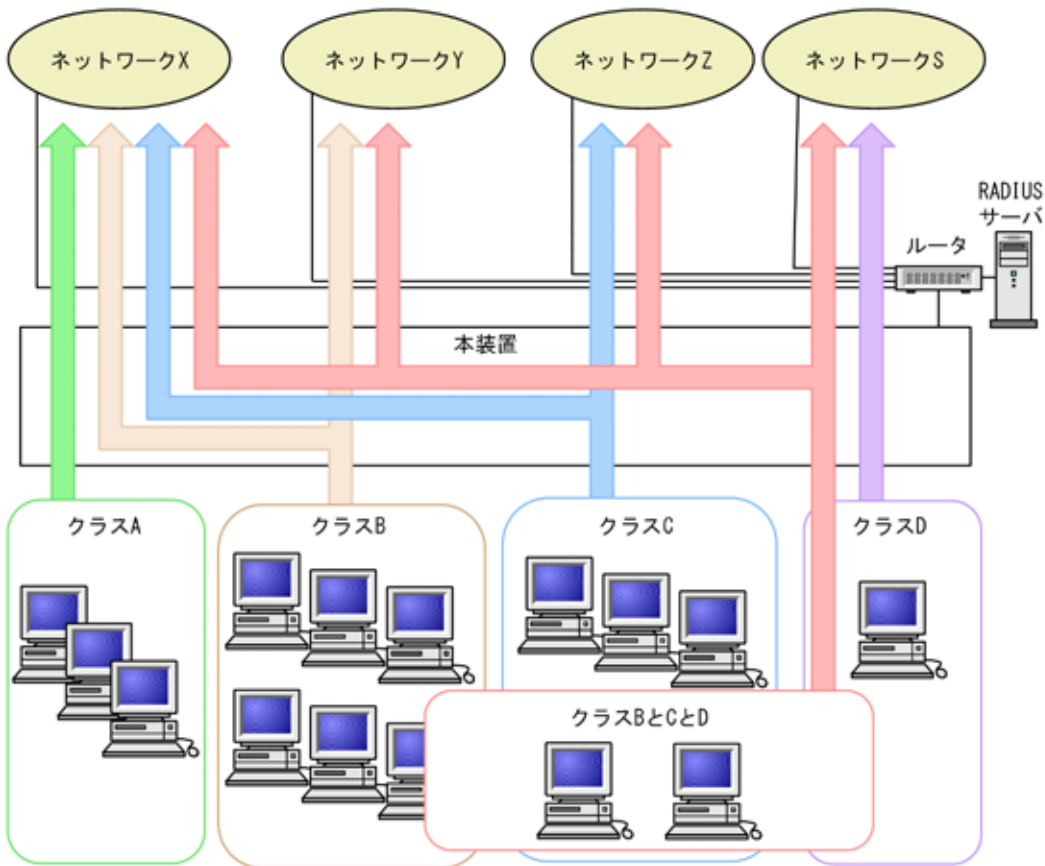 ネットワークX
ネットワークY
ネットワークZ
ネットワークS
RADIUS
サーバ
ルータ
本装置
クラスA
クラスB
クラスC
クラスD
クラスBとCとD